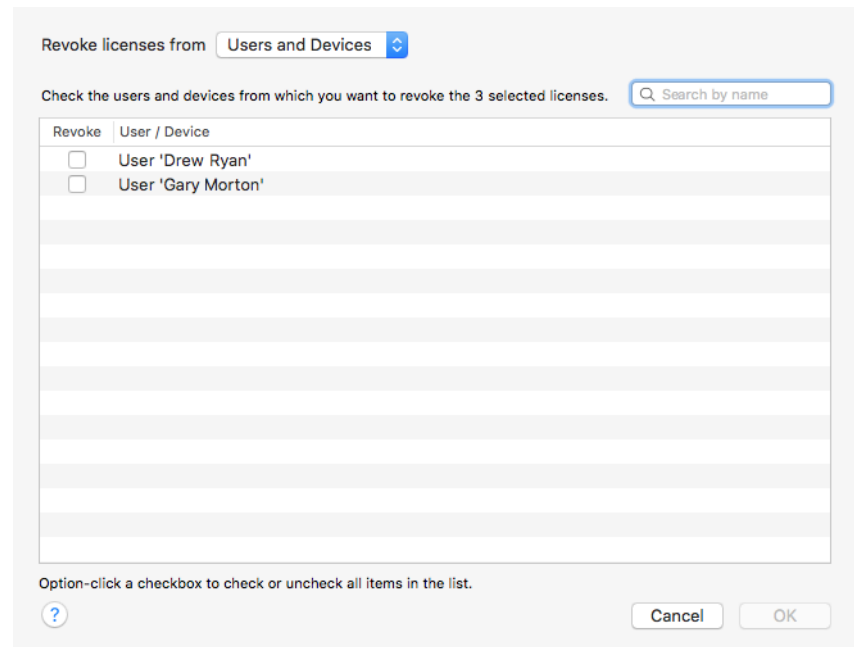 Revoke licenses from Users and Devices
Check the users and devices from which you want to revoke the 3 selected licenses. Search by name
Revoke User / Device
User 'Drew Ryan'
User 'Gary Morton'
Option-click a checkbox to check or uncheck all items in the list.
? Cancel OK